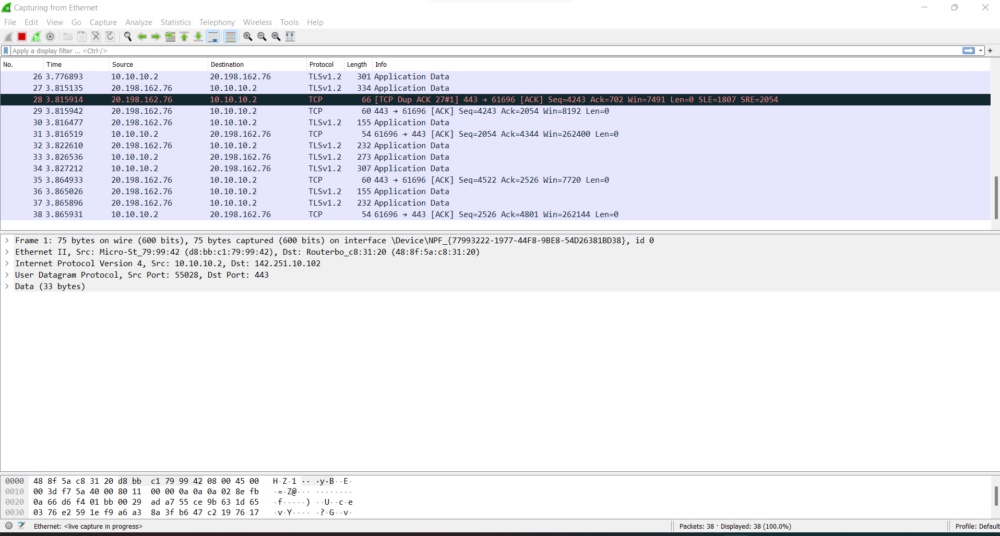 Capturing from Ethernet
File Edit View Go Capture Analyze Statistics Telephony Wireless Tools Help
Apply a display filter ... <Ctrl-/>
No. Time Source Destination Protocol Length Info
26 3.776893 10.10.10.2 20.198.162.76 TLSv1.2 301 Application Data
27 3.815135 20.198.162.76 10.10.10.2 TLSv1.2 334 Application Data
28 3.815914 20.198.162.76 10.10.10.2 TCP 66 [TCP Dup ACK 27#1] 443 → 61696 [ACK] Seq=4243 Ack=702 Win=7491 Len=0 SLE=1807 SRE=2054
29 3.815942 20.198.162.76 10.10.10.2 TCP 60 443 → 61696 [ACK] Seq=4243 Ack=2054 Win=8192 Len=0
30 3.816477 20.198.162.76 10.10.10.2 TLSv1.2 155 Application Data
31 3.816519 10.10.10.2 20.198.162.76 TCP 54 61696 → 443 [ACK] Seq=2054 Ack=4344 Win=262400 Len=0
32 3.822610 20.198.162.76 10.10.10.2 TLSv1.2 232 Application Data
33 3.826536 10.10.10.2 20.198.162.76 TLSv1.2 273 Application Data
34 3.827212 10.10.10.2 20.198.162.76 TLSv1.2 307 Application Data
35 3.864933 20.198.162.76 10.10.10.2 TCP 60 443 → 61696 [ACK] Seq=4522 Ack=2526 Win=7720 Len=0
36 3.865026 20.198.162.76 10.10.10.2 TLSv1.2 155 Application Data
37 3.865896 20.198.162.76 10.10.10.2 TLSv1.2 232 Application Data
38 3.865931 10.10.10.2 20.198.162.76 TCP 54 61696 → 443 [ACK] Seq=2526 Ack=4801 Win=262144 Len=0
Frame 1: 75 bytes on wire (600 bits), 75 bytes captured (600 bits) on interface \Device\NPF_{77993222-1977-44F8-9BE8-54D26381BD38}, id 0
Ethernet II, Src: Micro-St_79:99:42 (d8:bb:c1:79:99:42), Dst: Routerbo_c8:31:20 (48:8f:5a:c8:31:20)
Internet Protocol Version 4, Src: 10.10.10.2, Dst: 142.251.10.102
User Datagram Protocol, Src Port: 55028, Dst Port: 443
Data (33 bytes)
0000 48 8f 5a c8 31 20 d8 bb c1 79 99 42 08 00 45 00 H·Z·1 ·· ·y·B··E·
0010 00 3d f7 5a 40 00 80 11 00 00 0a 0a 0a 02 8e fb ·=·Z@··· ········
0020 0a 66 d6 f4 01 bb 00 29 ad a7 55 ce 9b 63 1d 65 ·f·····) ··U··c·e
0030 03 76 e2 59 1e f9 a6 a3 8a 3f b6 47 c2 19 76 17 ·v·Y···· ·?·G··v·
Ethernet: <live capture in progress> Packets: 38 · Displayed: 38 (100.0%) Profile: Default